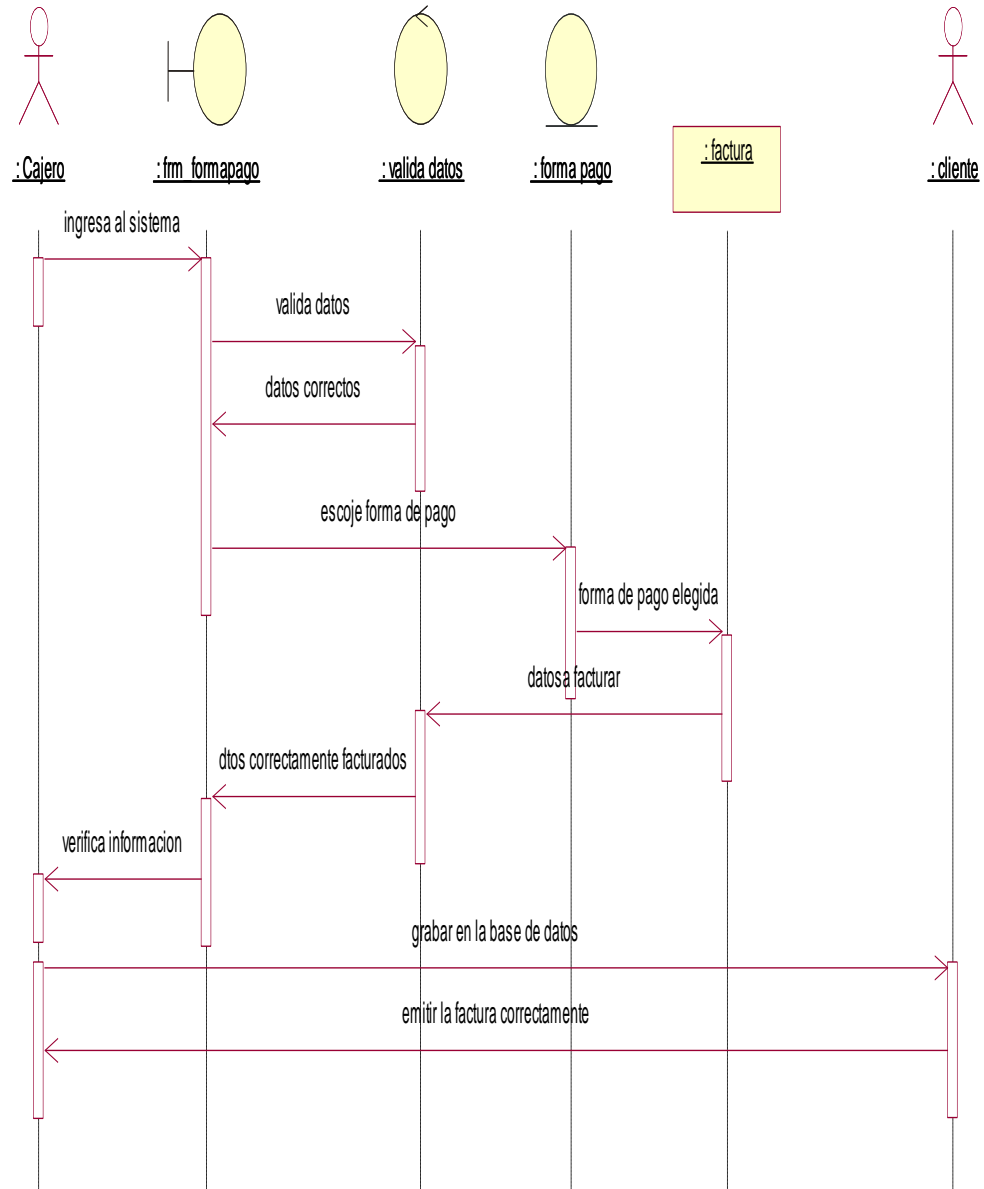 : Cajero
: frm_formapago
: valida datos
: forma pago
: factura
: cliente
ingresa al sistema
valida datos
datos correctos
escoje forma de pago
forma de pago elegida
datos a facturar
dtos correctamente facturados
verifica informacion
grabar en la base de datos
emitir la factura correctamente